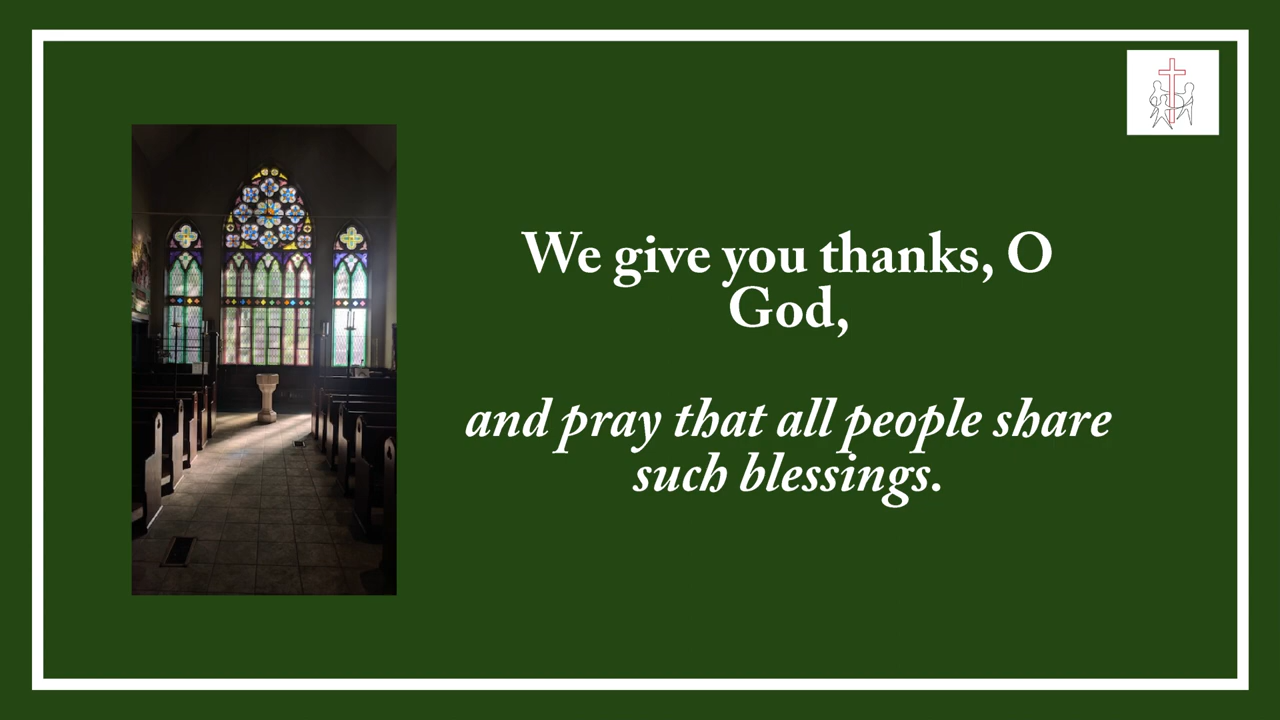 We give you thanks, O
God,
and pray that all people share
such blessings.